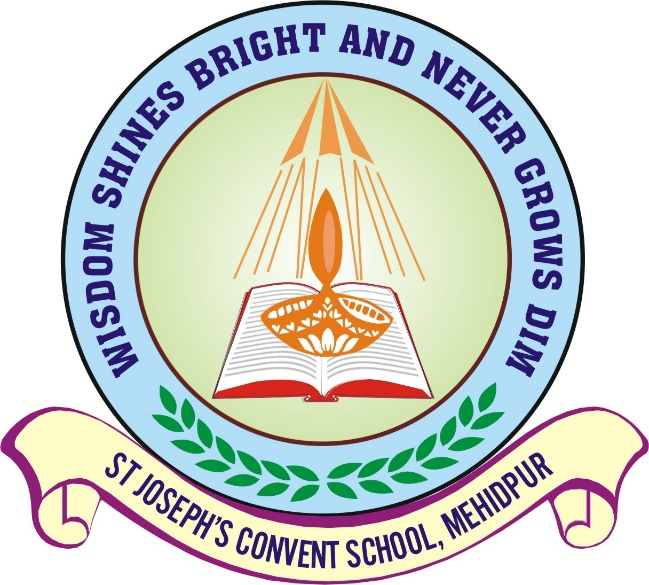 WISDOM SHINES BRIGHT AND NEVER GROWS DIM
ST JOSEPH'S CONVENT SCHOOL, MEHIDPUR